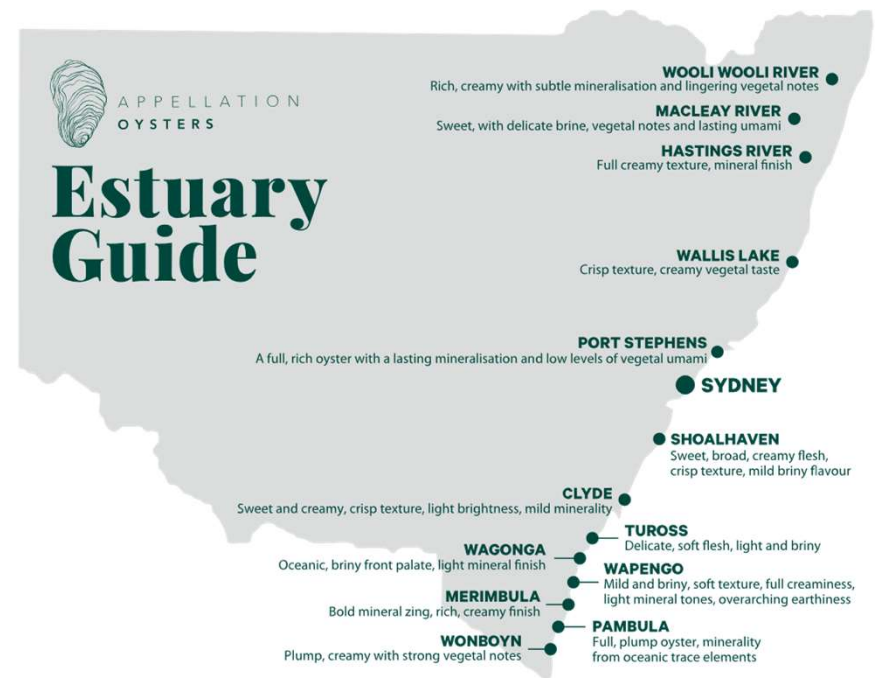 APPELLATION
OYSTERS
Estuary
Guide
WOOLI WOOLI RIVER
Rich, creamy with subtle mineralisation and lingering vegetal notes
MACLEAY RIVER
Sweet, with delicate brine, vegetal notes and lasting umami
HASTINGS RIVER
Full creamy texture, mineral finish
WALLIS LAKE
Crisp texture, creamy vegetal taste
PORT STEPHENS
A full, rich oyster with a lasting mineralisation and low levels of vegetal umami
SYDNEY
SHOALHAVEN
Sweet, broad, creamy flesh,
crisp texture, mild briny flavour
CLYDE
Sweet and creamy, crisp texture, light brightness, mild minerality
TUROSS
Delicate, soft flesh, light and briny
WAGONGA
Oceanic, briny front palate, light mineral finish
WAPENGO
Mild and briny, soft texture, full creaminess,
light mineral tones, overarching earthiness
MERIMBULA
Bold mineral zing, rich, creamy finish
PAMBULA
Full, plump oyster, minerality
from oceanic trace elements
WONBOYN
Plump, creamy with strong vegetal notes